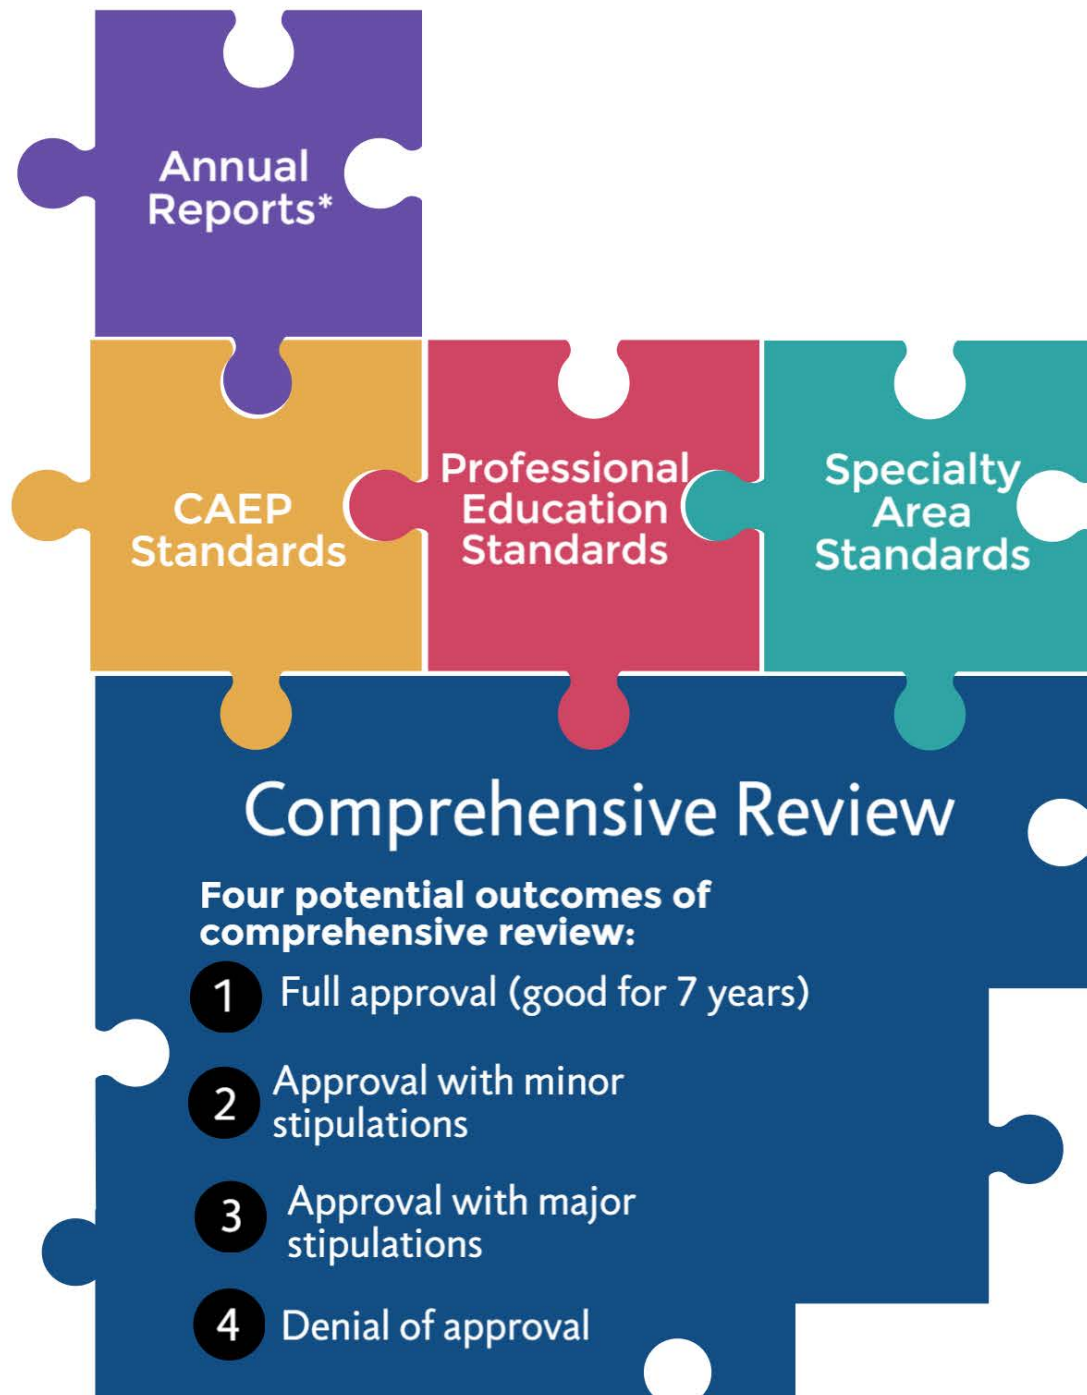 Annual
Reports*
CAEP
Standards
Professional
Education
Standards
Specialty
Area
Standards
Comprehensive Review
Four potential outcomes of
comprehensive review:
1 Full approval (good for 7 years)
2 Approval with minor
stipulations
3 Approval with major
stipulations
4 Denial of approval